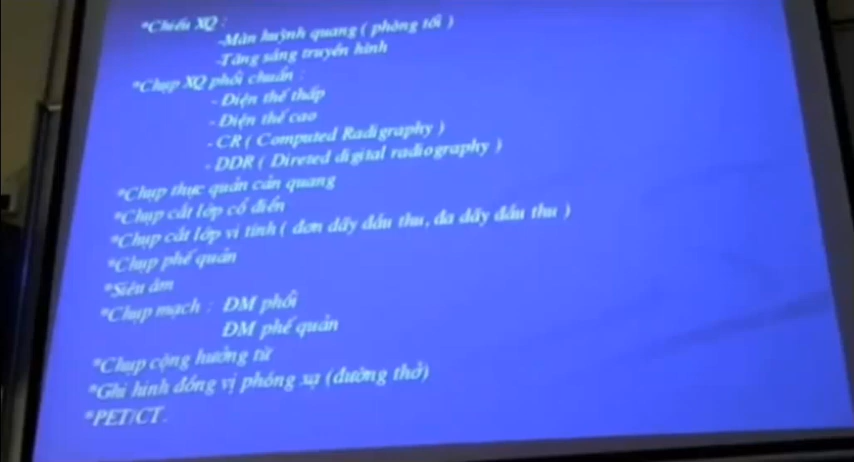 *Chiếu XQ :
-Màn huỳnh quang ( phòng tối )
-Tăng sáng truyền hình
*Chụp XQ phổi chuẩn :
- Điện thế thấp
- Điện thế cao
- CR ( Computed Radigraphy )
- DDR ( Direted digital radiography )
*Chụp thực quản cản quang
*Chụp cắt lớp cổ điển
*Chụp cắt lớp vi tính ( đơn dãy đầu thu, đa dãy đầu thu )
*Chụp phế quản
*Siêu âm
*Chụp mạch : ĐM phổi
ĐM phế quản
*Chụp cộng hưởng từ
*Ghi hình đồng vị phóng xạ (đường thở)
*PET/CT.